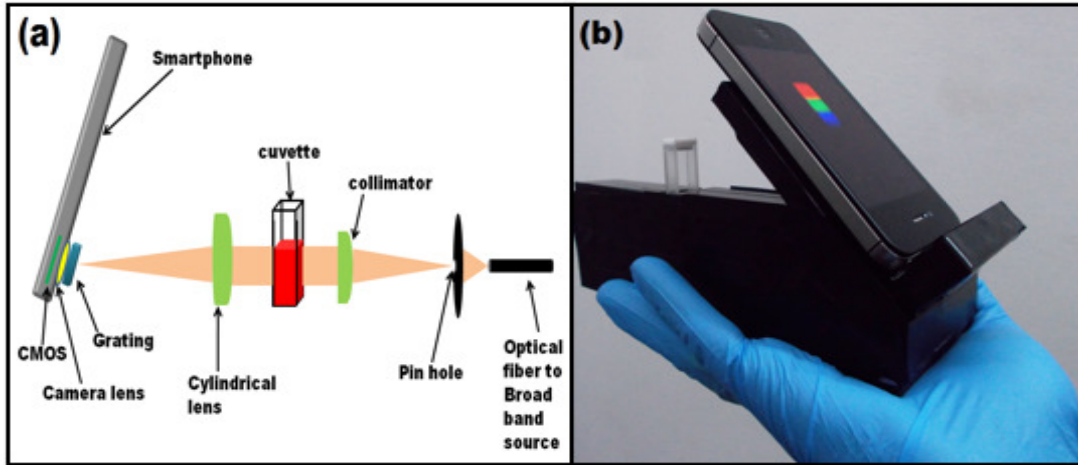 (a)
Smartphone
cuvette
collimator
CMOS
Grating
Camera lens
Cylindrical
lens
Pin hole
Optical
fiber to
Broad
band
source
(b)